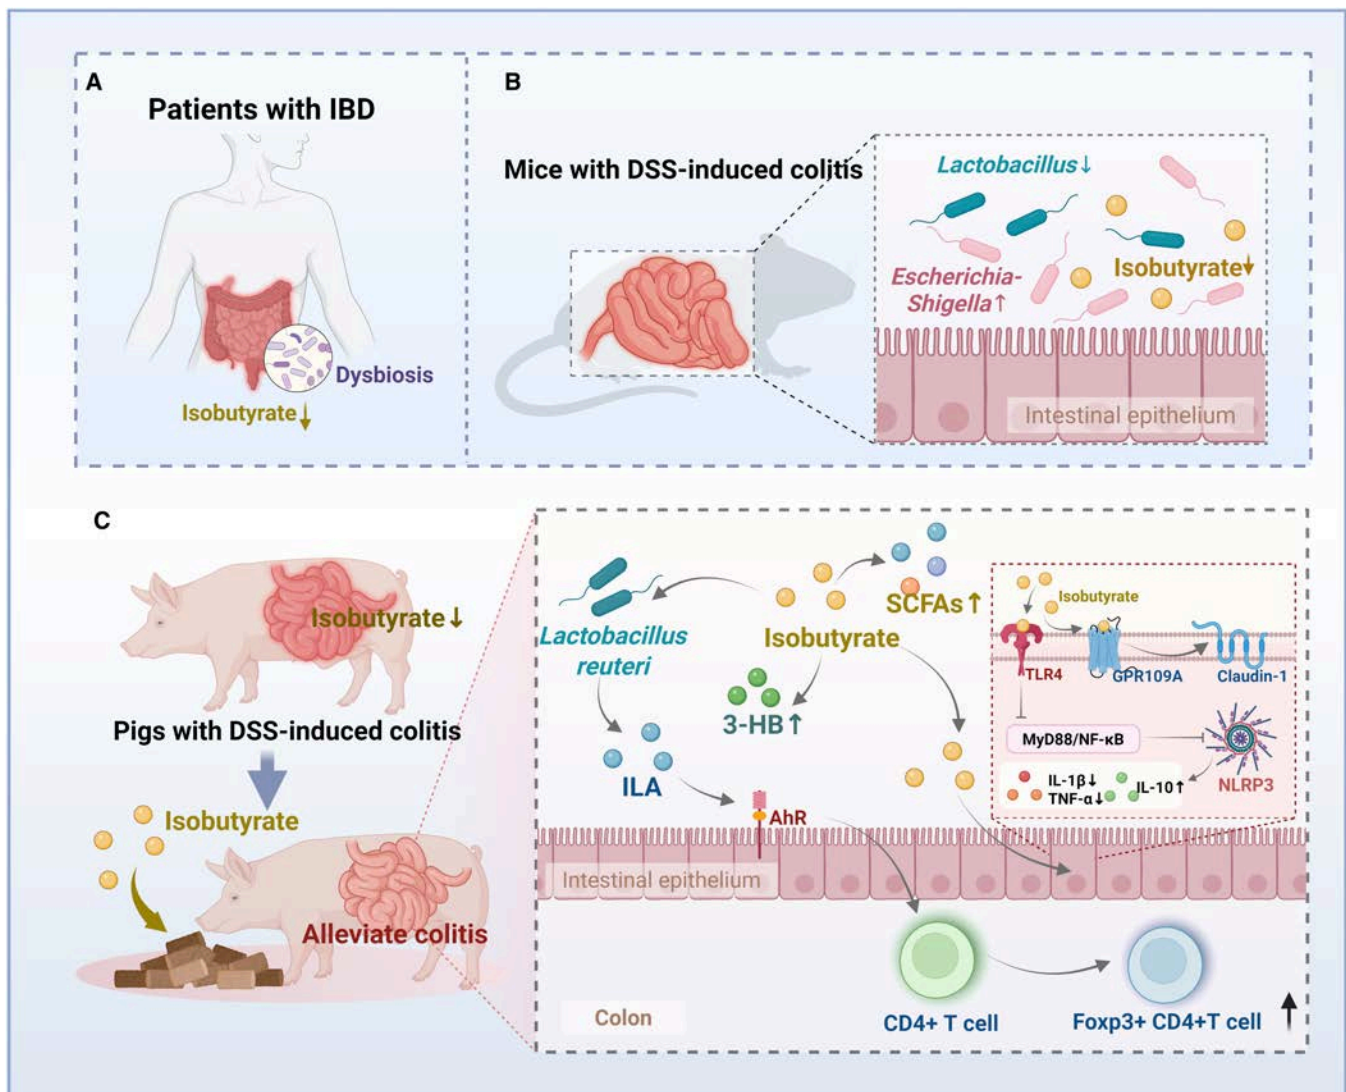 A
Patients with IBD
Dysbiosis
Isobutyrate↓
B
Mice with DSS-induced colitis
Lactobacillus↓
Isobutyrate↓
Escherichia-
Shigella↑
Intestinal epithelium
C
Isobutyrate↓
Pigs with DSS-induced colitis
Isobutyrate
Alleviate colitis
Lactobacillus
reuteri
Isobutyrate
SCFAs↑
3-HB↑
ILA
AhR
Intestinal epithelium
Isobutyrate
TLR4
GPR109A
Claudin-1
MyD88/NF-κB
NLRP3
IL-1β↓
TNF-α↓
IL-10↑
CD4+ T cell
Foxp3+ CD4+T cell ↑
Colon